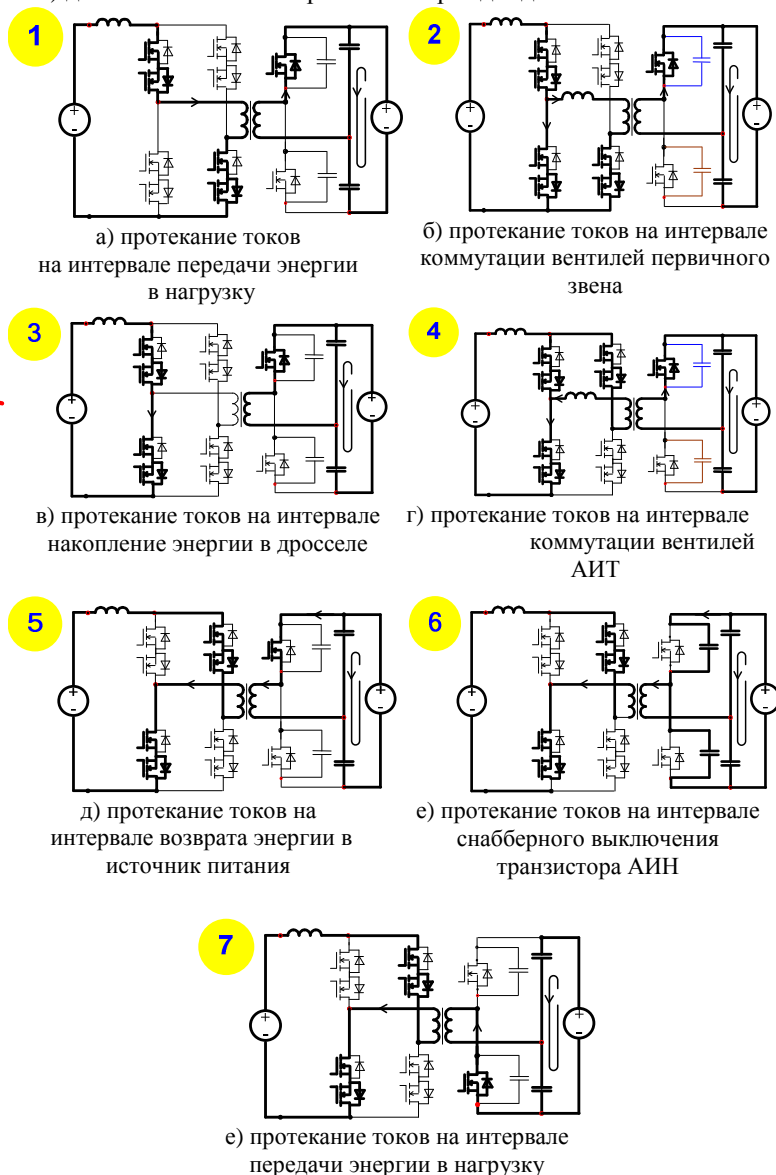 1
2
а) протекание токов
на интервале передачи энергии
в нагрузку
б) протекание токов на интервале
коммутации вентилей первичного
звена
3
4
в) протекание токов на интервале
накопление энергии в дросселе
г) протекание токов на интервале
коммутации вентилей
АИТ
5
6
д) протекание токов на
интервале возврата энергии в
источник питания
е) протекание токов на интервале
снабберного выключения
транзистора АИН
7
е) протекание токов на интервале
передачи энергии в нагрузку